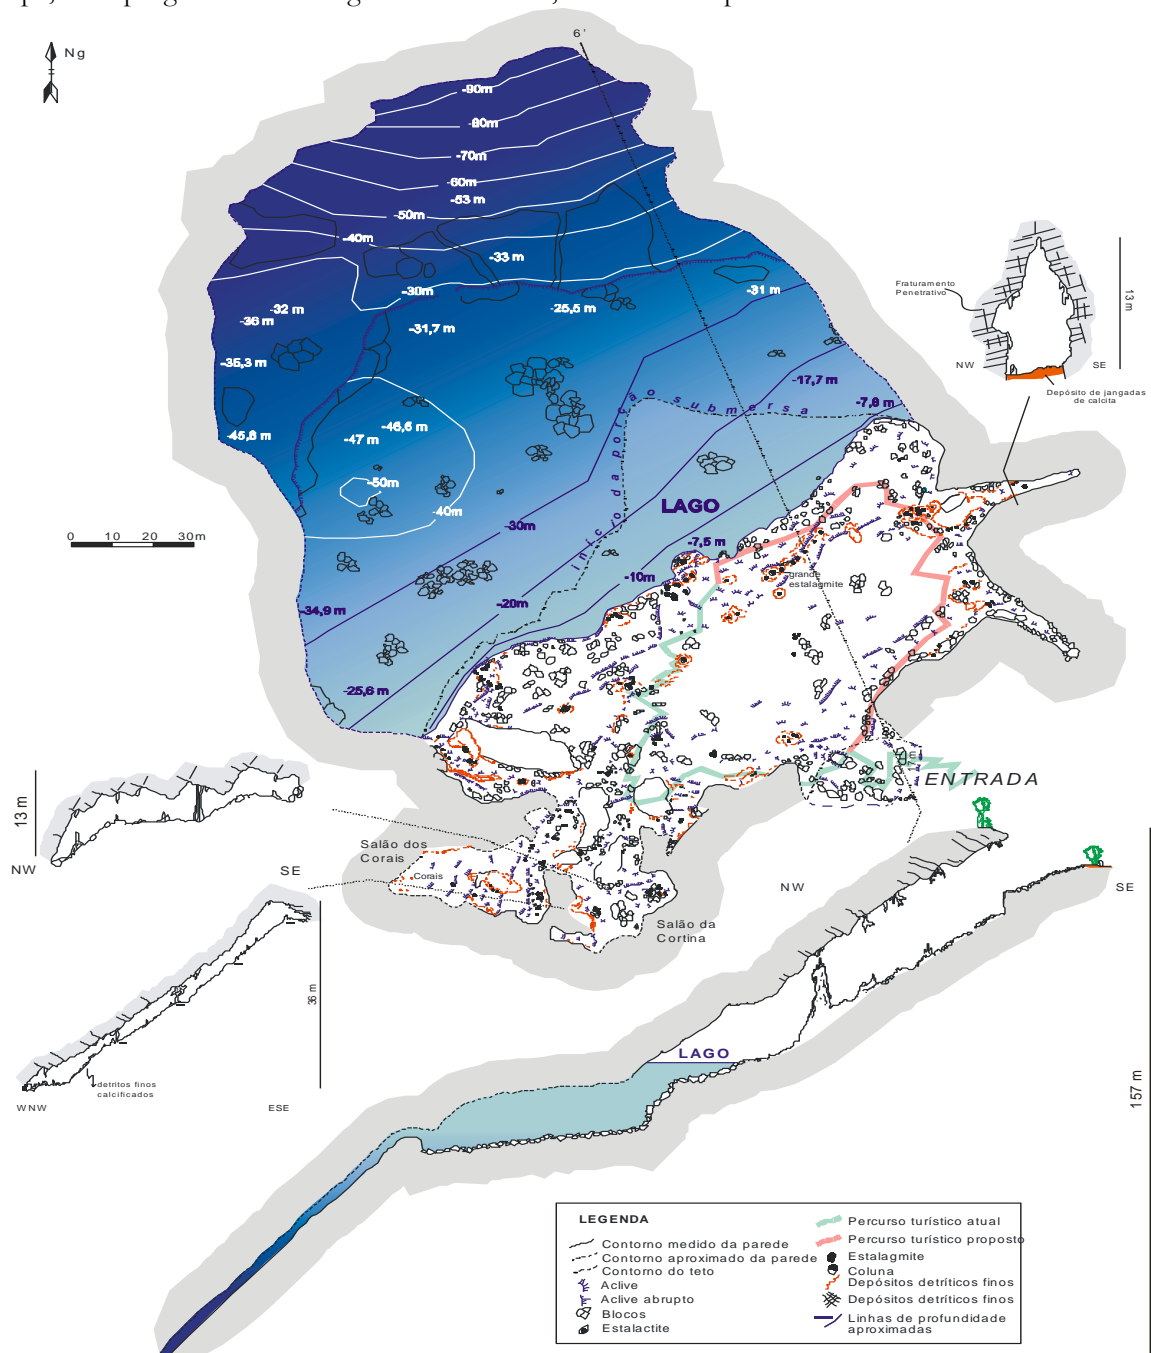 6'
Ng
-90m
-80m
-70m
-60m
-53 m
-50m
-40m
-33 m
-30m
-31 m
-32 m
-36 m
-25,5 m
-31,7 m
-35,3 m
-17,7 m
-7,8 m
-46,6 m
-47 m
-45,8 m
-50m
-40m
início da porção submersa
LAGO
-30m
-7,5 m
-10m
-20m
-34,9 m
-25,6 m
0 10 20 30m
Fraturamento
Penetrativo
13 m
NW
SE
Depósito de jangadas
de calcita
grande
estalagmite
ENTRADA
13 m
NW
SE
Salão dos
Corais
Corais
Salão da
Cortina
NW
SE
36 m
detritos finos
calcificados
WNW
ESE
LAGO
157 m
LEGENDA
Contorno medido da parede
Contorno aproximado da parede
Contorno do teto
Aclive
Aclive abrupto
Blocos
Estalactite
Percurso turístico atual
Percurso turístico proposto
Estalagmite
Coluna
Depósitos detríticos finos
Depósitos detríticos finos
Linhas de profundidade
aproximadas